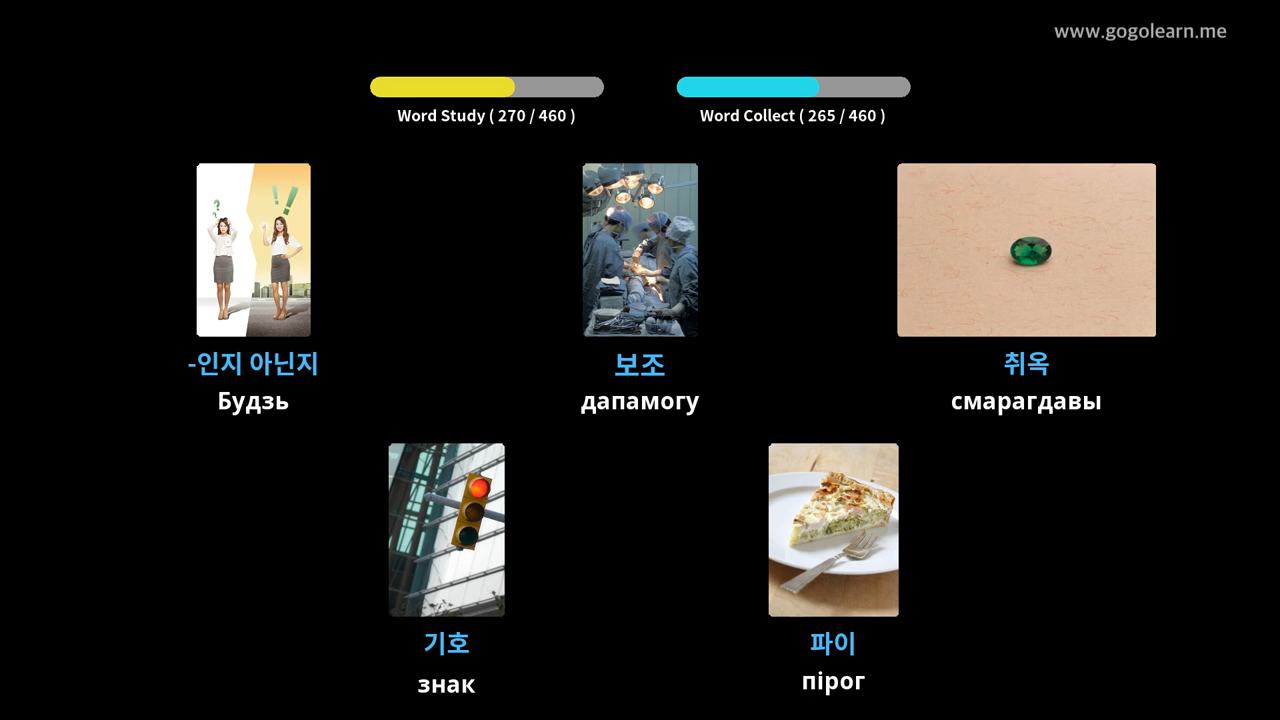 www.gogolearn.me
Word Study ( 270 / 460 )
Word Collect ( 265 / 460 )
-인지 아닌지
Будзь
보조
дапамогу
취옥
смарагдавы
기호
знак
파이
пірог